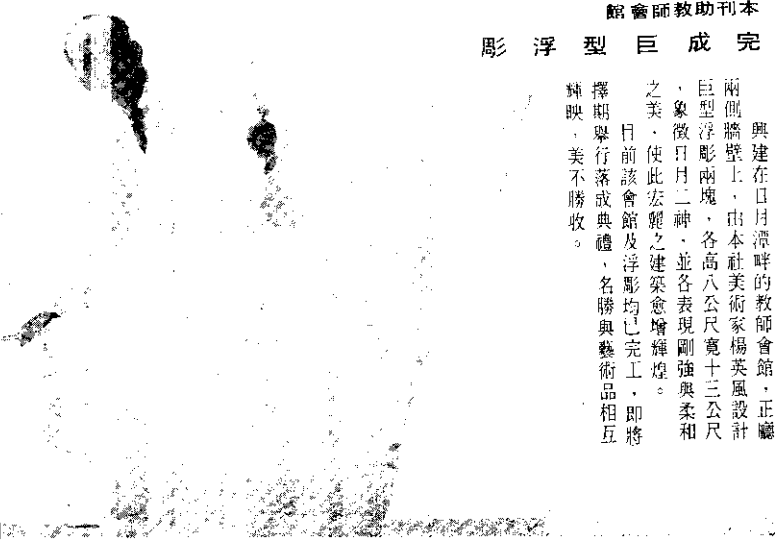 本刊助教師會館
完成巨型浮彫
興建在日月潭畔的教師會館，正廳
兩側牆壁上，由本社美術家楊英風設計
巨型浮彫兩塊，各高八公尺寬十三公尺
，象徵日月二神，並各表現剛強與柔和
之美，使此宏麗之建築愈增輝煌。
目前該會館及浮彫均已完工，即將
擇期舉行落成典禮，名勝與藝術品相互
輝映，美不勝收。